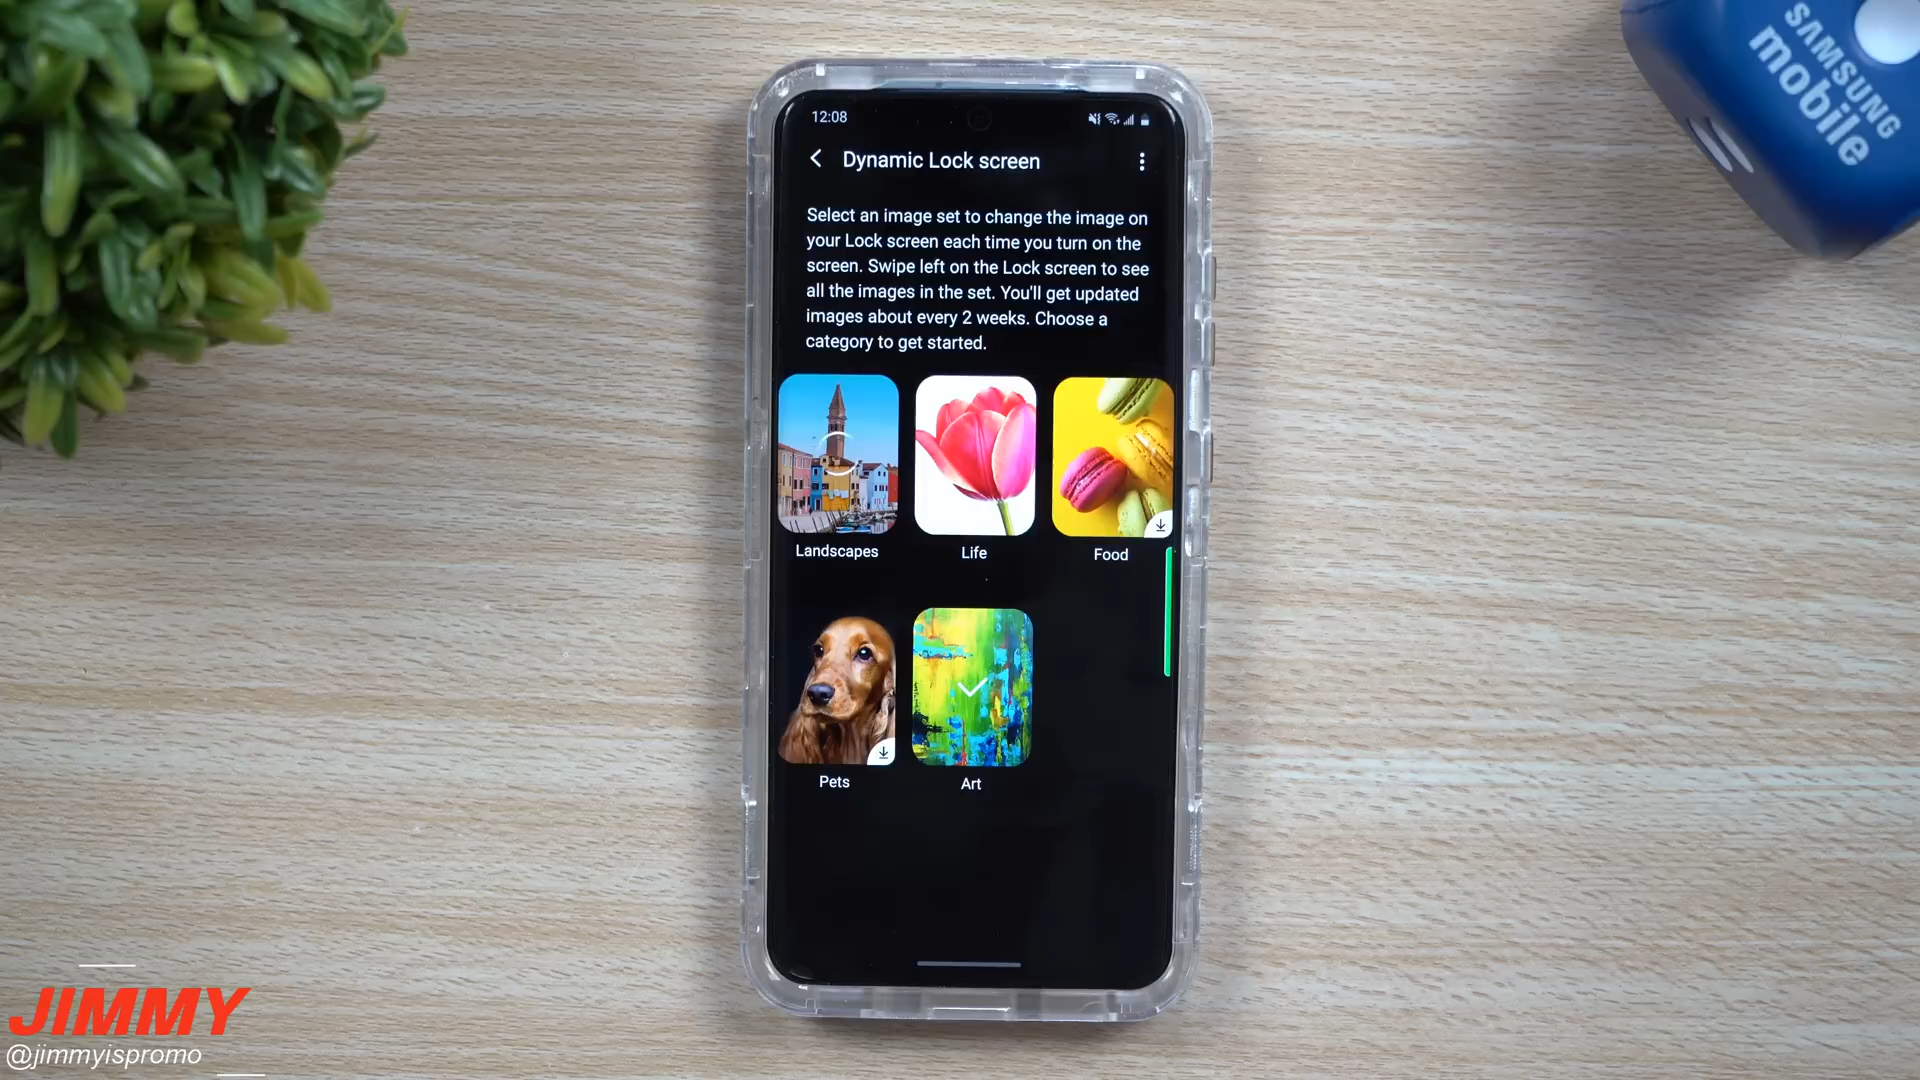 SAMSUNG
mobile
12:08
Dynamic Lock screen
Select an image set to change the image on
your Lock screen each time you turn on the
screen. Swipe left on the Lock screen to see
all the images in the set. You'll get updated
images about every 2 weeks. Choose a
category to get started.
Landscapes
Life
Food
Pets
Art
JIMMY
@jimmyispromo